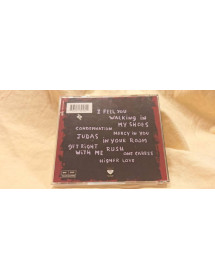 I FEEL YOU
WALKING IN
MY SHOES
CONDEMNATION
MERCY IN YOU
JUDAS
IN YOUR ROOM
GET RIGHT
WITH ME RUSH
ONE CARESS
HIGHER LOVE